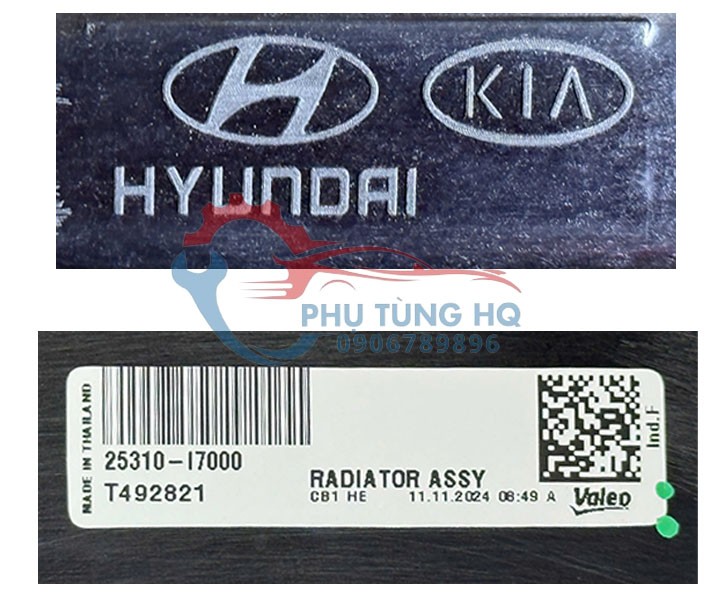 KIA
HYUNDAI
PHỤ TÙNG HQ
0906789896
MADE IN THAILAND
25310-I7000
T492821
RADIATOR ASSY
CB1 HE 11.11.2024 08:49 A Valeo
Ind.F